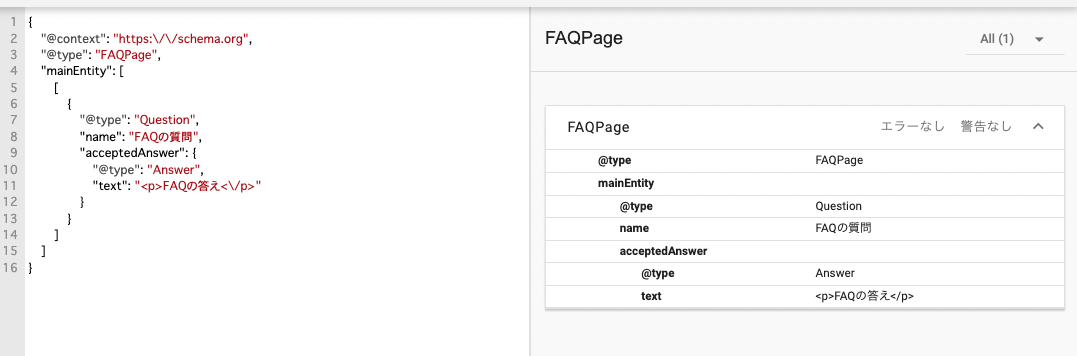 1 {
2 "@context": "https:\/\/schema.org",
3 "@type": "FAQPage",
4 "mainEntity": [
5 [
6 {
7 "@type": "Question",
8 "name": "FAQの質問",
9 "acceptedAnswer": {
10 "@type": "Answer",
11 "text": "<p>FAQの答え<\/p>"
12 }
13 }
14 ]
15 ]
16 }
FAQPage All (1)
FAQPage エラーなし 警告なし
@type FAQPage
mainEntity
@type Question
name FAQの質問
acceptedAnswer
@type Answer
text <p>FAQの答え</p>